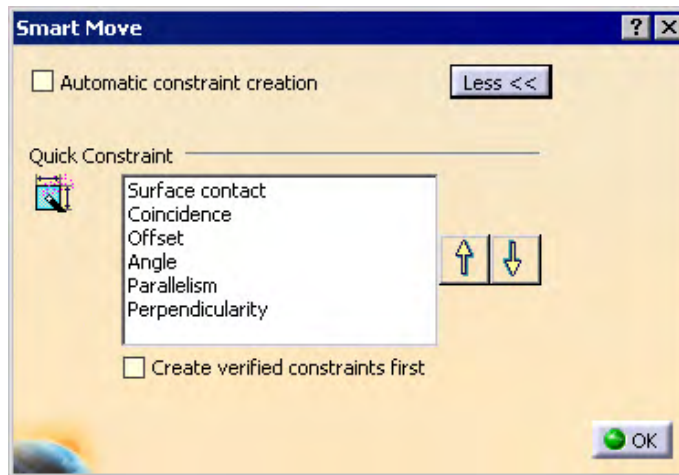 Smart Move
Automatic constraint creation
Less <<
Quick Constraint
Surface contact
Coincidence
Offset
Angle
Parallelism
Perpendicularity
Create verified constraints first
OK